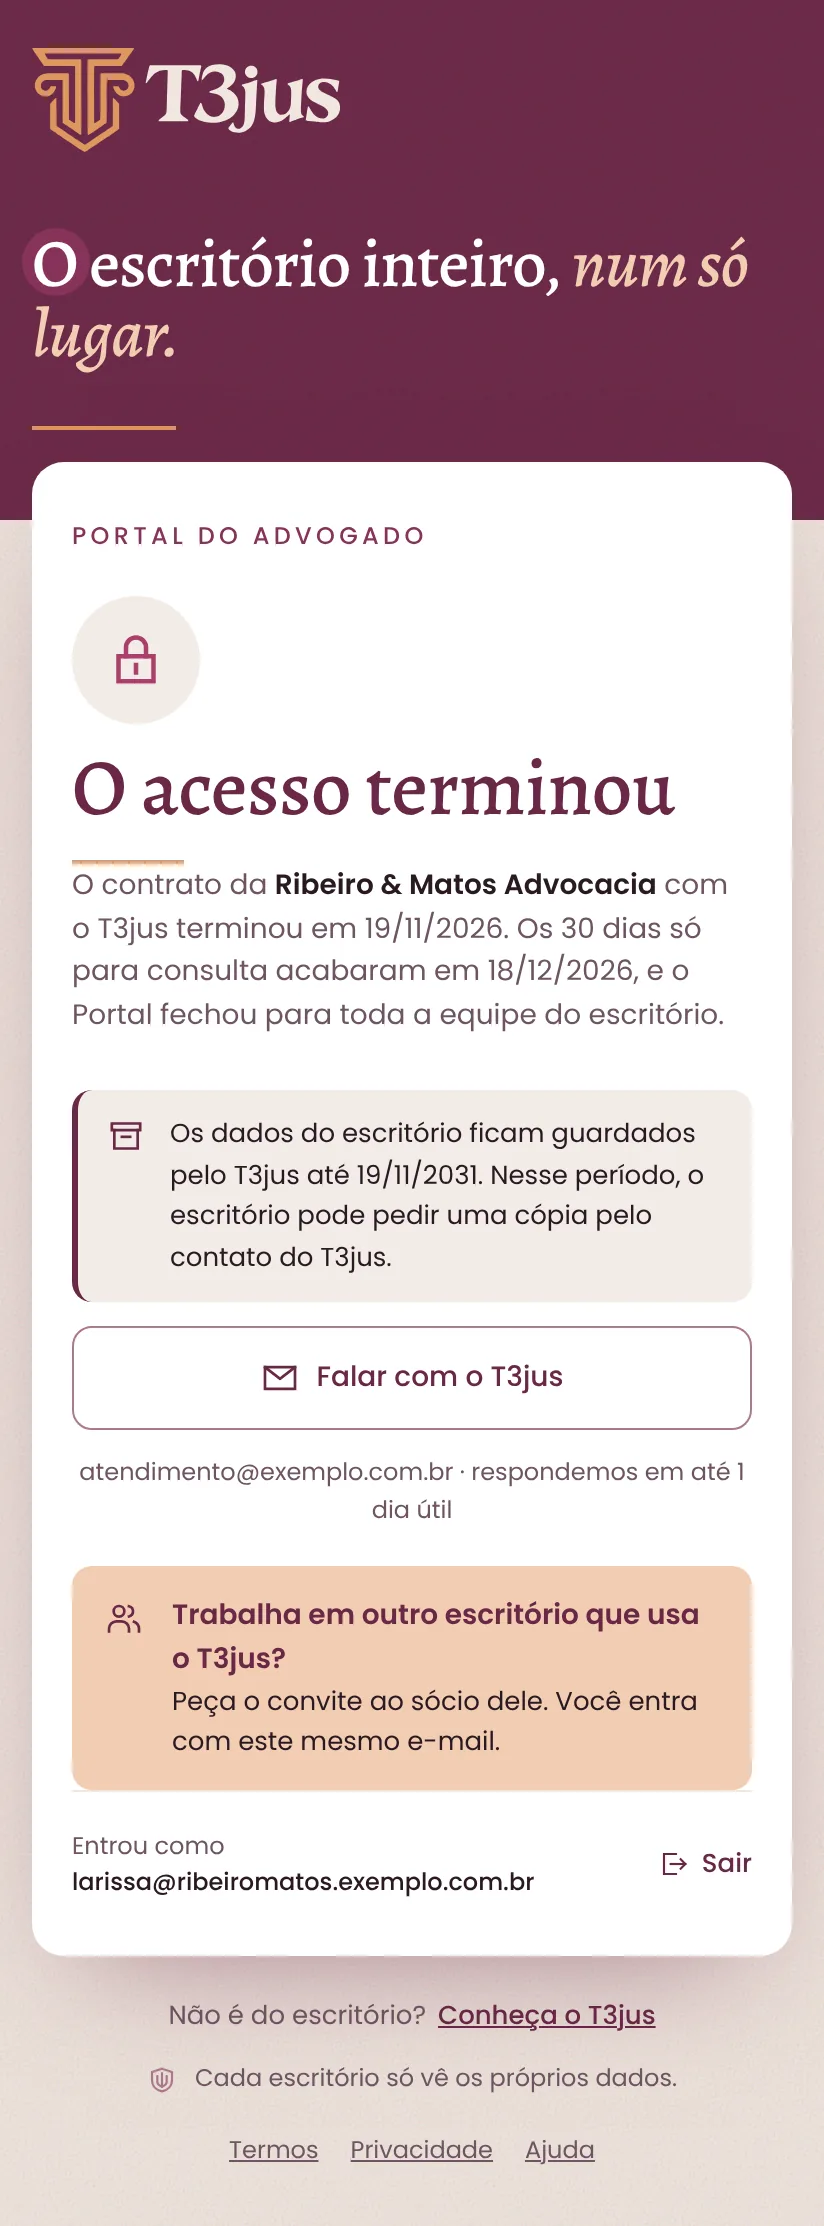 T3jus
O escritório inteiro, num só
lugar.
PORTAL DO ADVOGADO
O acesso terminou
O contrato da Ribeiro & Matos Advocacia com
o T3jus terminou em 19/11/2026. Os 30 dias só
para consulta acabaram em 18/12/2026, e o
Portal fechou para toda a equipe do escritório.
Os dados do escritório ficam guardados
pelo T3jus até 19/11/2031. Nesse período, o
escritório pode pedir uma cópia pelo
contato do T3jus.
Falar com o T3jus
atendimento@exemplo.com.br · respondemos em até 1
dia útil
Trabalha em outro escritório que usa
o T3jus?
Peça o convite ao sócio dele. Você entra
com este mesmo e-mail.
Entrou como
larissa@ribeiromatos.exemplo.com.br
Sair
Não é do escritório? Conheça o T3jus
Cada escritório só vê os próprios dados.
Termos Privacidade Ajuda